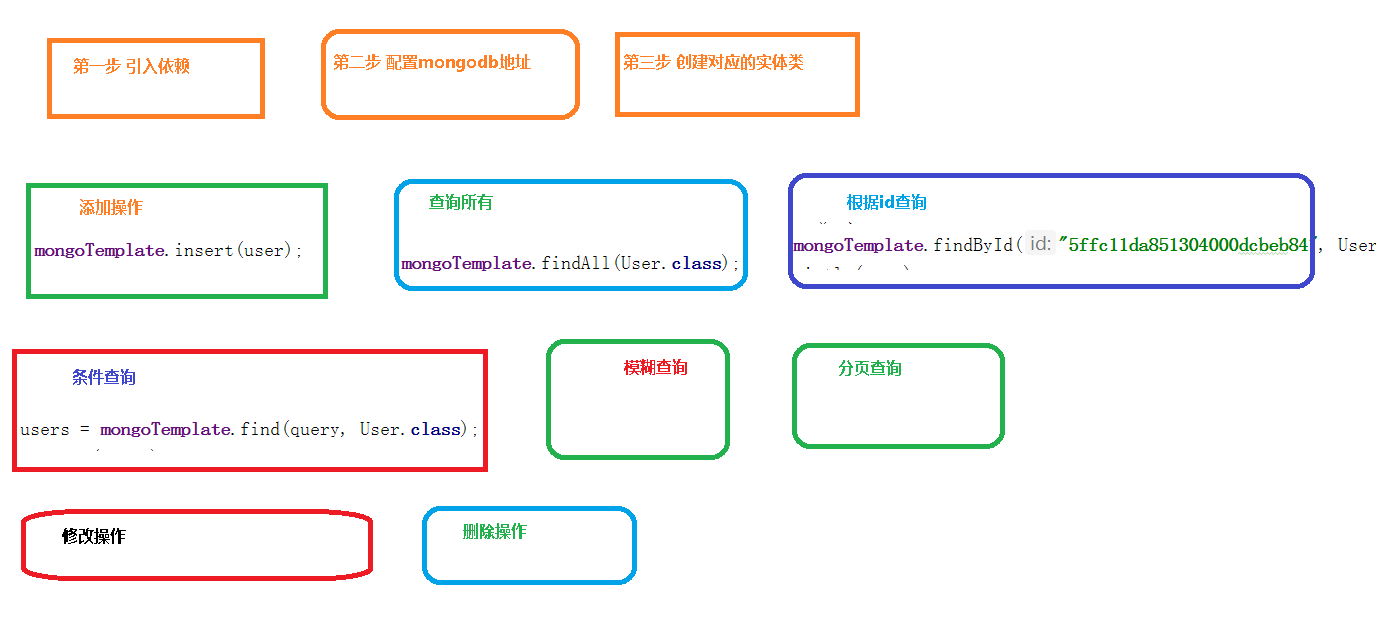 第一步 引入依赖
第二步 配置mongodb地址
第三步 创建对应的实体类
添加操作
mongoTemplate.insert(user);
查询所有
mongoTemplate.findAll(User.class);
根据id查询
mongoTemplate.findById( id: "5ffc11da851304000dcbeb84", User
条件查询
users = mongoTemplate.find(query, User.class);
模糊查询
分页查询
修改操作
删除操作